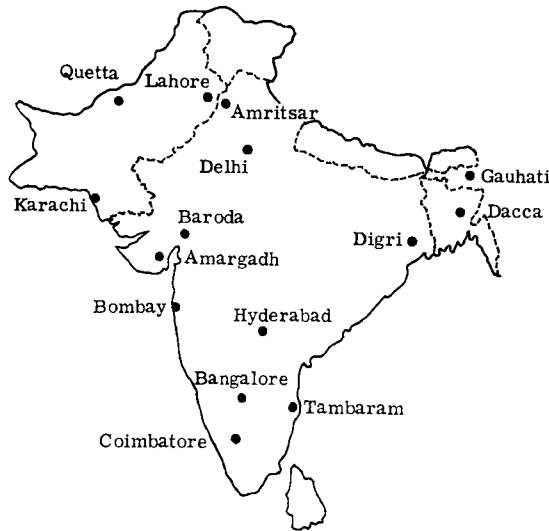 Quetta
Lahore
Amritsar
Delhi
Gauhati
Karachi
Dacca
Baroda
Digri
Amargadh
Bombay
Hyderabad
Bangalore
Tambaram
Coimbatore